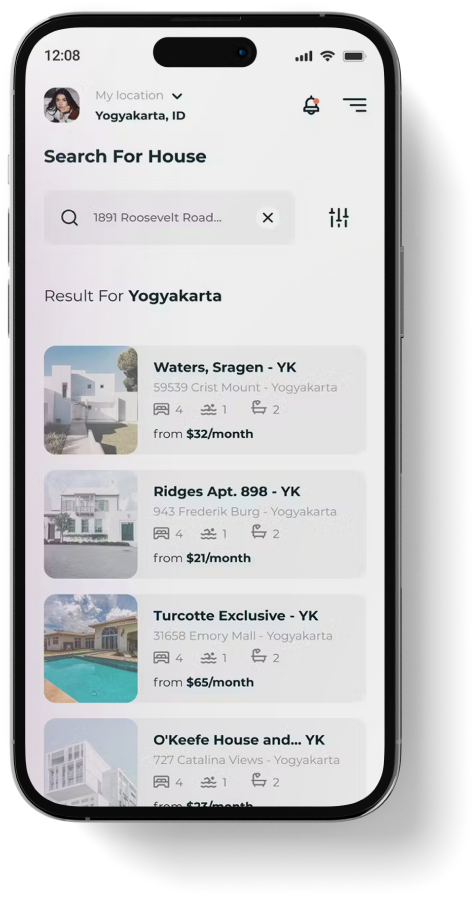 12:08
My location
Yogyakarta, ID
Search For House
1891 Roosevelt Road...
Result For Yogyakarta
Waters, Sragen - YK
59539 Crist Mount - Yogyakarta
4 1 2
from $32/month
Ridges Apt. 898 - YK
943 Frederik Burg - Yogyakarta
4 1 2
from $21/month
Turcotte Exclusive - YK
31658 Emory Mall - Yogyakarta
4 1 2
from $65/month
O'Keefe House and... YK
727 Catalina Views - Yogyakarta
4 1 2
from $23/month